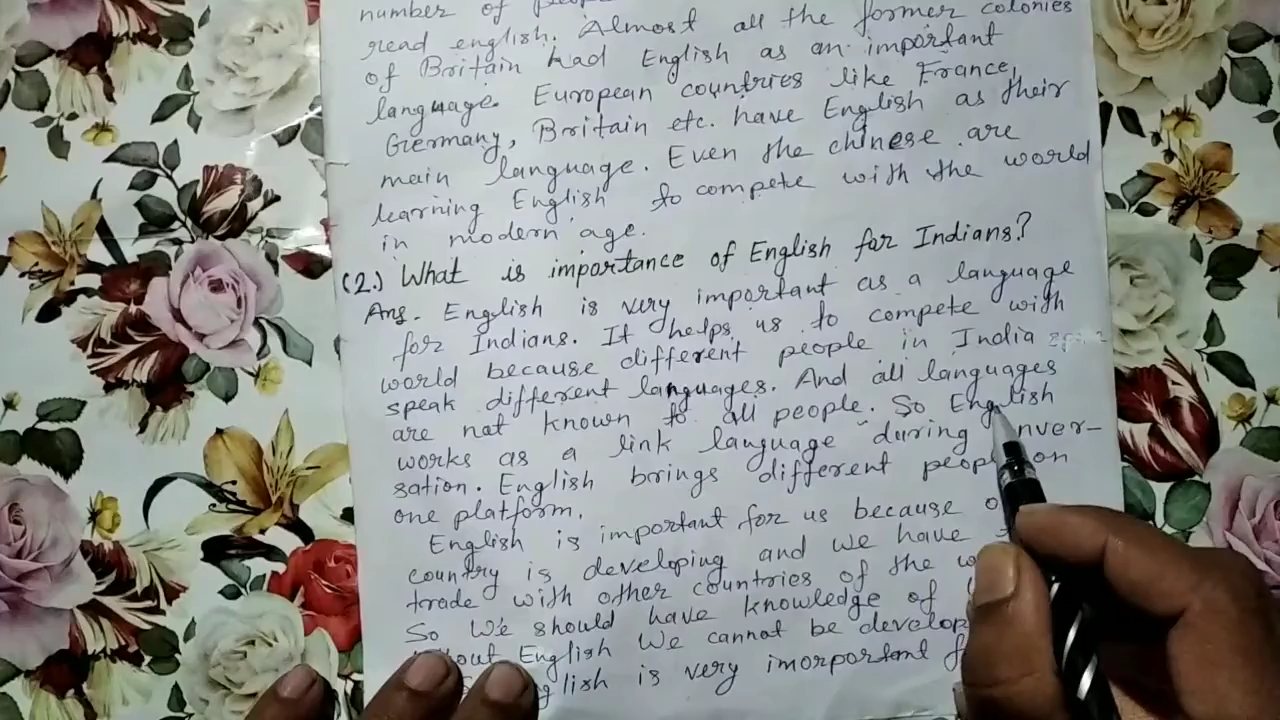 number of
read english. Almost all the former colonies
of Britain had English as an important
language. European countries like France,
Germany, Britain etc. have English as their
main language. Even the chinese are
learning English to compete with the world
in modern age.
(2.) What is importance of English for Indians?
Ans. English is very important as a language
for Indians. It helps us to compete with
world because different people in India
speak different languages. And all languages
are not known to all people. So English
works as a link language during
sation. English brings different on
one platform.
English is important for us because
country is developing and we have
trade with other countries of the
So We should have knowledge of
English We cannot be
is very imorportant